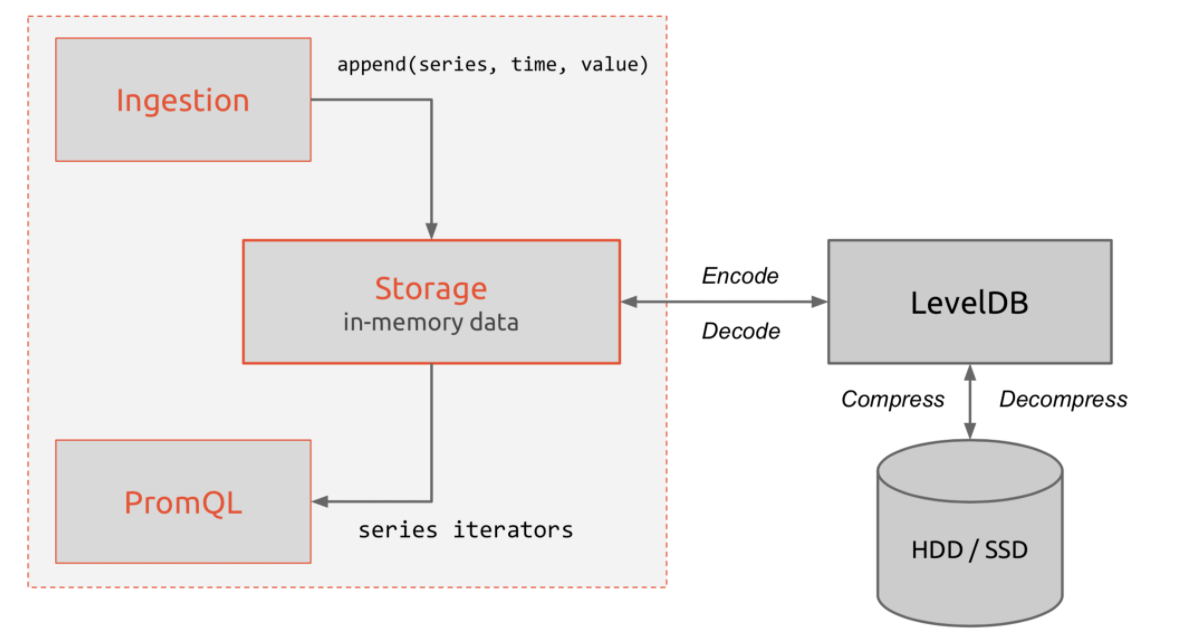 Ingestion
append(series, time, value)
Storage
in-memory data
Encode
Decode
LevelDB
Compress
Decompress
PromQL
series iterators
HDD / SSD